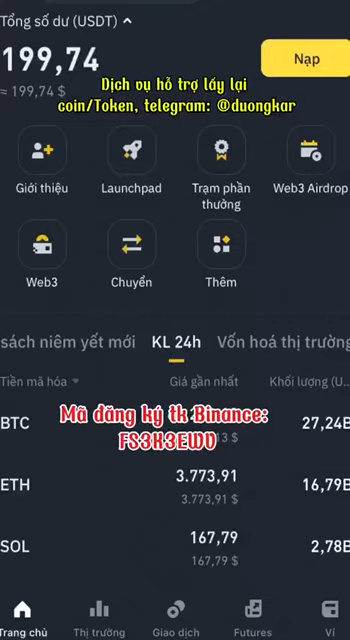 Tổng số dư (USDT)
199,74
Nạp
≈ 199,74 $
Dịch vụ hỗ trợ lấy lại
coin/Token, telegram: @duongkar
Giới thiệu
Launchpad
Trạm phần thưởng
Web3 Airdrop
Web3
Chuyển
Thêm
sách niêm yết mới KL 24h Vốn hoá thị trường
Tiền mã hóa Giá gần nhất Khối lượng (U...
BTC 27,24B
Mã đăng ký tk Binance:
FS3H3EWV
13 $
ETH 3.773,91 16,79B
3.773,91 $
SOL 167,79 2,78B
167,79 $
Trang chủ Thị trường Giao dịch Futures Ví